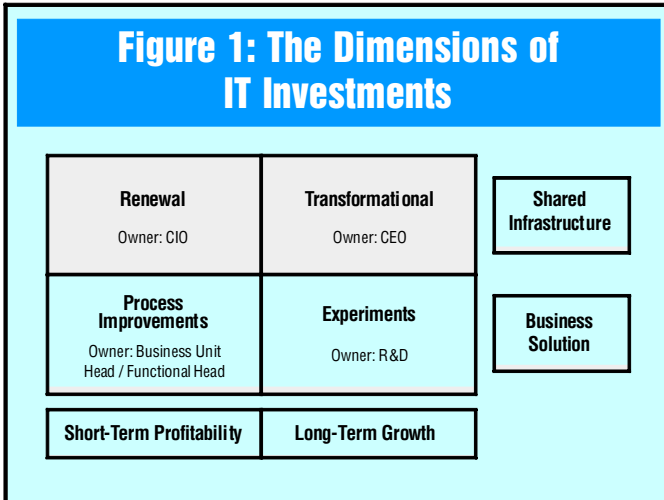 Figure 1: The Dimensions of
IT Investments
Renewal
Owner: CIO
Transformational
Owner: CEO
Shared
Infrastructure
Process
Improvements
Owner: Business Unit
Head / Functional Head
Experiments
Owner: R&D
Business
Solution
Short-Term Profitability
Long-Term Growth